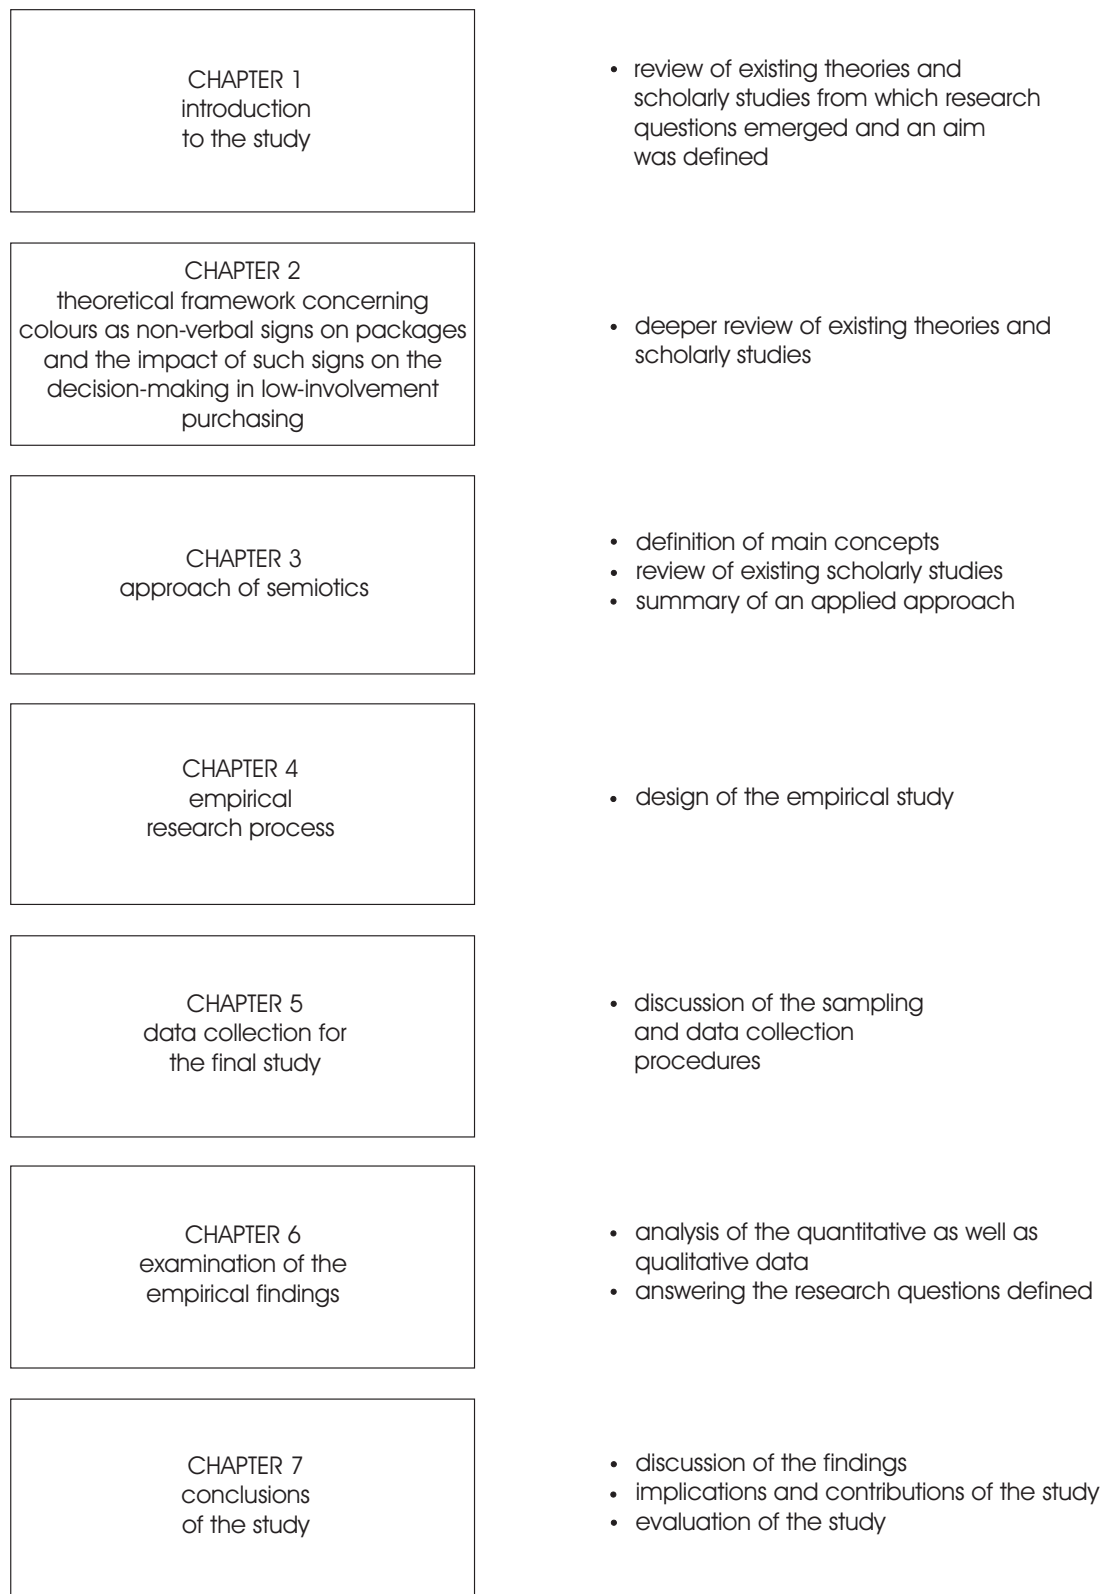 CHAPTER 1
introduction
to the study
• review of existing theories and
scholarly studies from which research
questions emerged and an aim
was defined
CHAPTER 2
theoretical framework concerning
colours as non-verbal signs on packages
and the impact of such signs on the
decision-making in low-involvement
purchasing
• deeper review of existing theories and
scholarly studies
CHAPTER 3
approach of semiotics
• definition of main concepts
• review of existing scholarly studies
• summary of an applied approach
CHAPTER 4
empirical
research process
• design of the empirical study
CHAPTER 5
data collection for
the final study
• discussion of the sampling
and data collection
procedures
CHAPTER 6
examination of the
empirical findings
• analysis of the quantitative as well as
qualitative data
• answering the research questions defined
CHAPTER 7
conclusions
of the study
• discussion of the findings
• implications and contributions of the study
• evaluation of the study